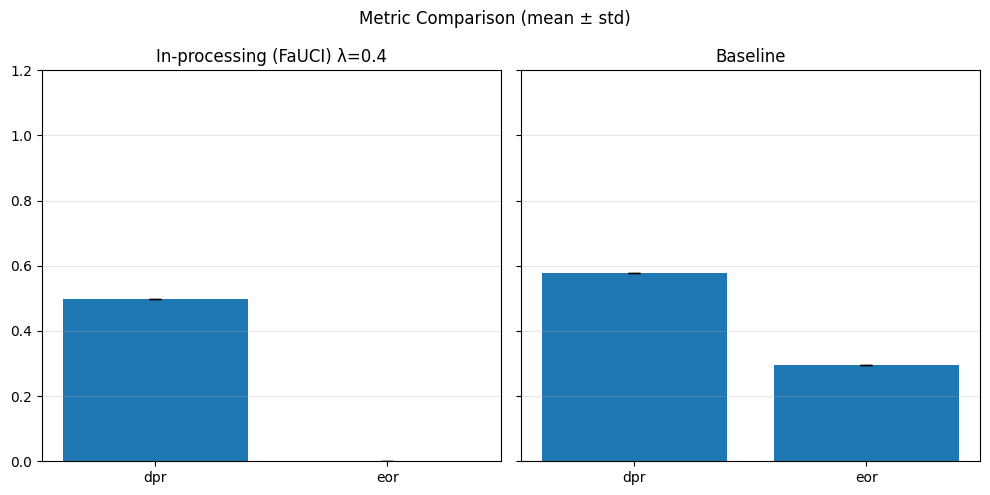 Metric Comparison (mean ± std)
In-processing (FaUCI) λ=0.4
Baseline
1.2
1.0
0.8
0.6
0.4
0.2
0.0
dpr
eor
dpr
eor